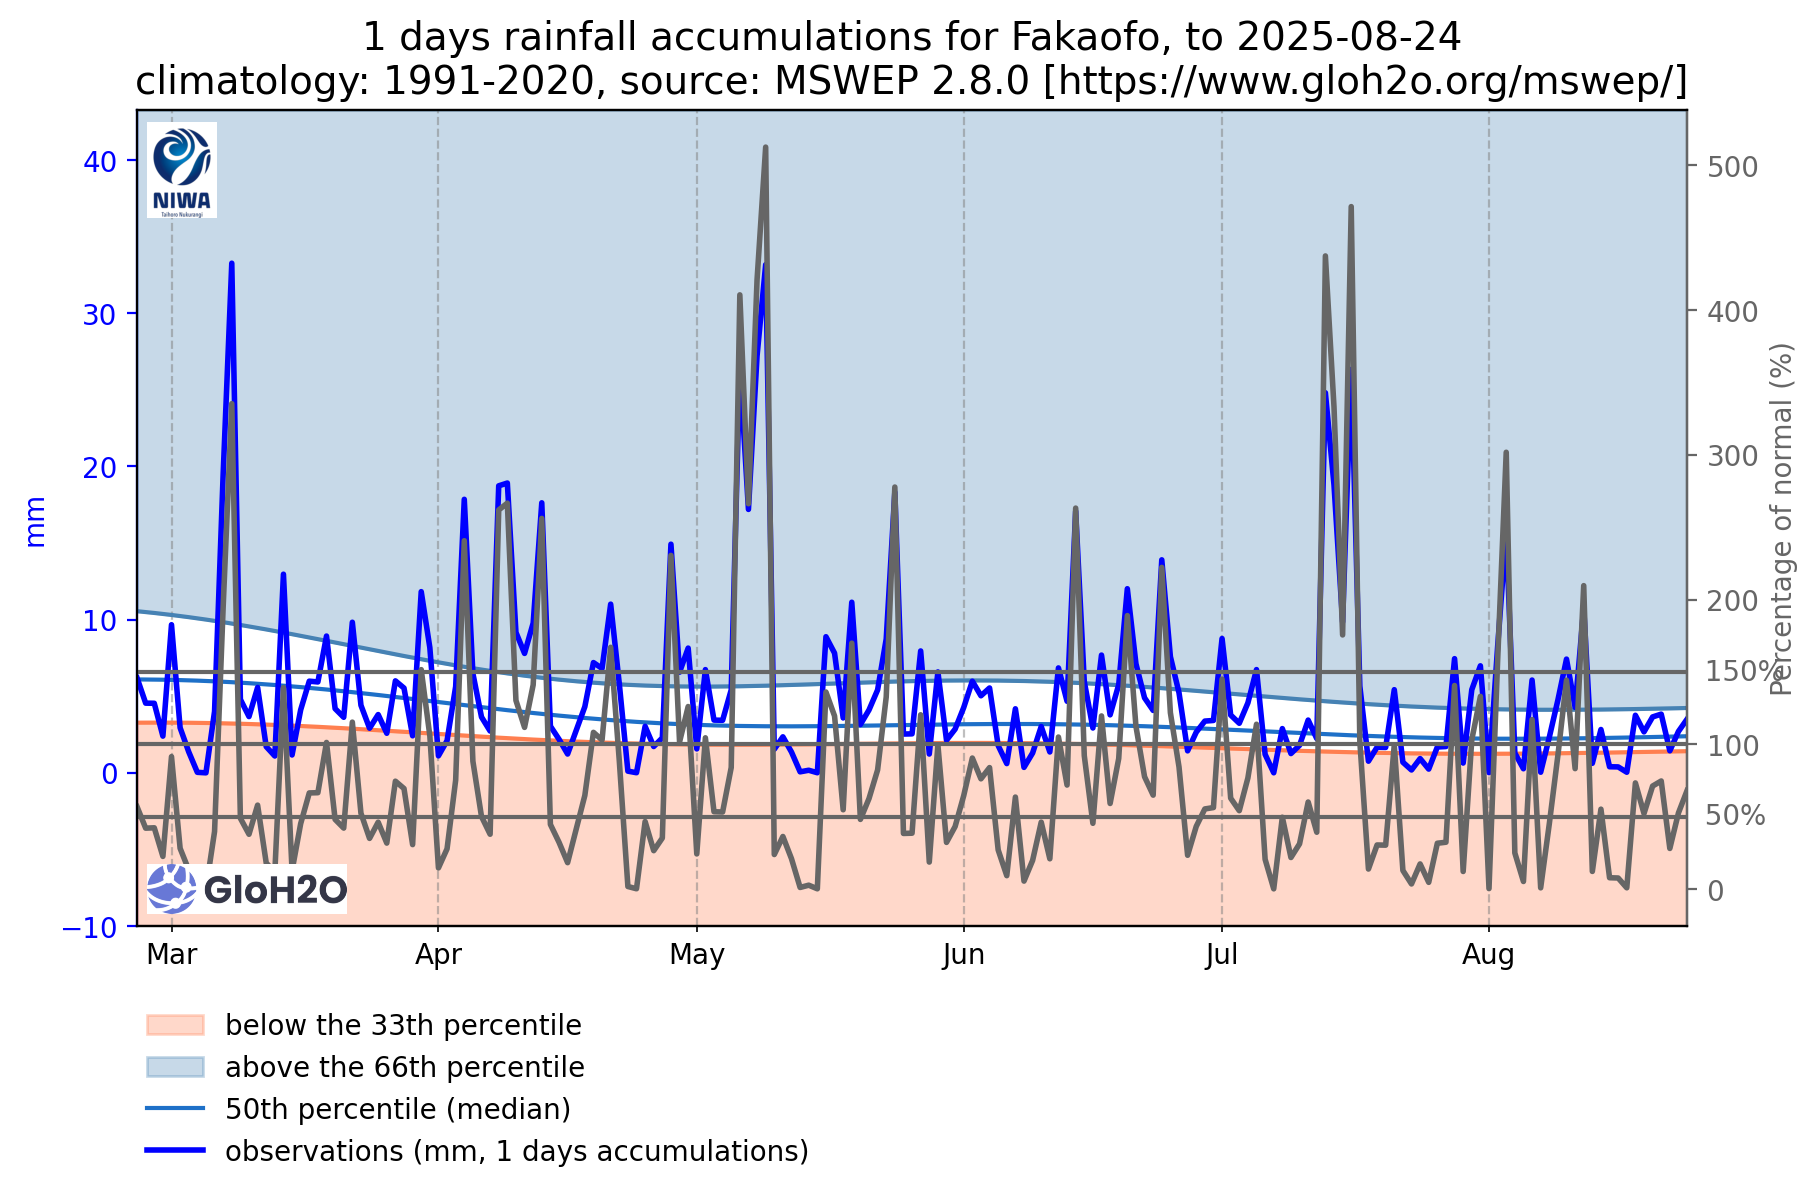 1 days rainfall accumulations for Fakaofo, to 2025-08-24
climatology: 1991-2020, source: MSWEP 2.8.0 [https://www.gloh2o.org/mswep/]
NIWA
Taihoro Nukurangi
mm
40
30
20
10
0
−10
500
400
300
200
150%
100
50%
0
Percentage of normal (%)
GloH2O
Mar
Apr
May
Jun
Jul
Aug
below the 33th percentile
above the 66th percentile
50th percentile (median)
observations (mm, 1 days accumulations)